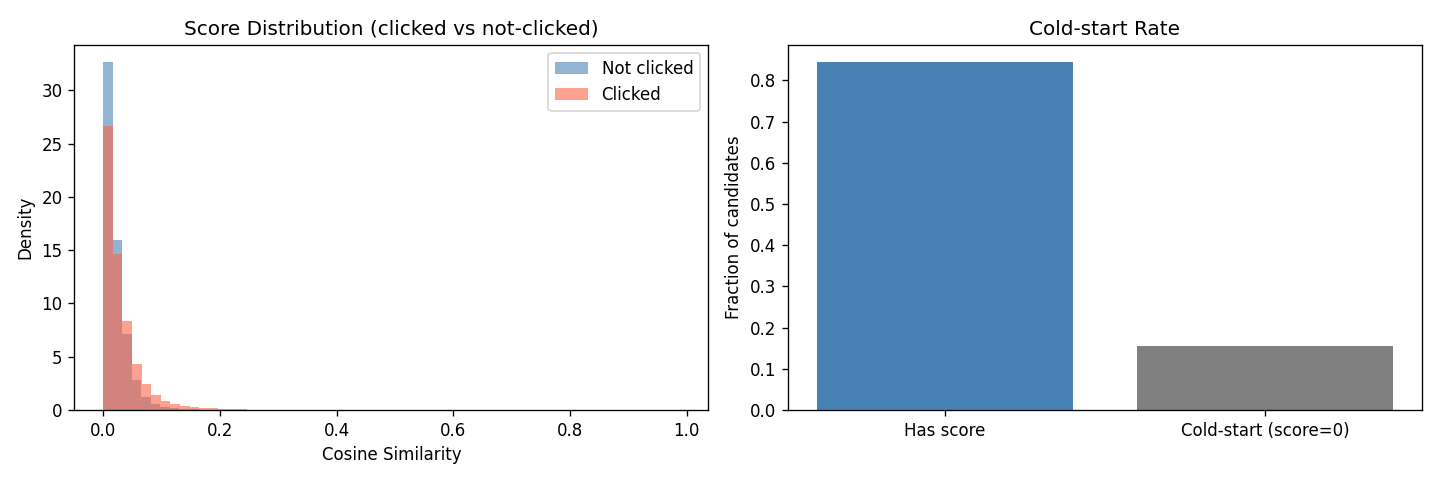 Score Distribution (clicked vs not-clicked)
Density
30
25
20
15
10
5
0
Not clicked
Clicked
0.0 0.2 0.4 0.6 0.8 1.0
Cosine Similarity
Cold-start Rate
Fraction of candidates
0.8
0.7
0.6
0.5
0.4
0.3
0.2
0.1
0.0
Has score Cold-start (score=0)